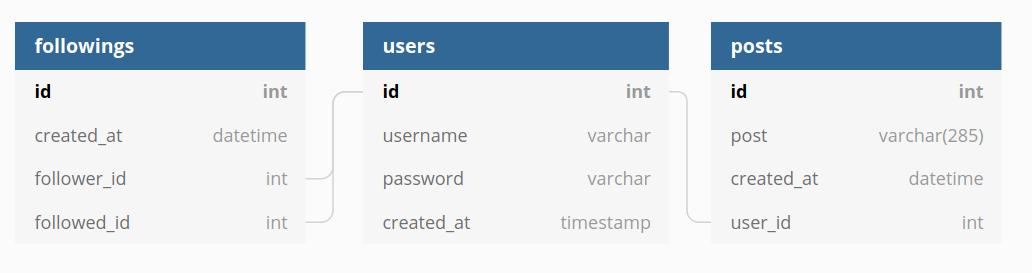 followings
id int
created_at datetime
follower_id int
followed_id int
users
id int
username varchar
password varchar
created_at timestamp
posts
id int
post varchar(285)
created_at datetime
user_id int